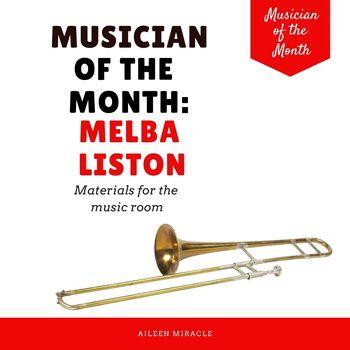 MUSICIAN
OF THE
MONTH:
MELBA
LISTON
Materials for the
music room
Musician
of the
Month
AILEEN MIRACLE